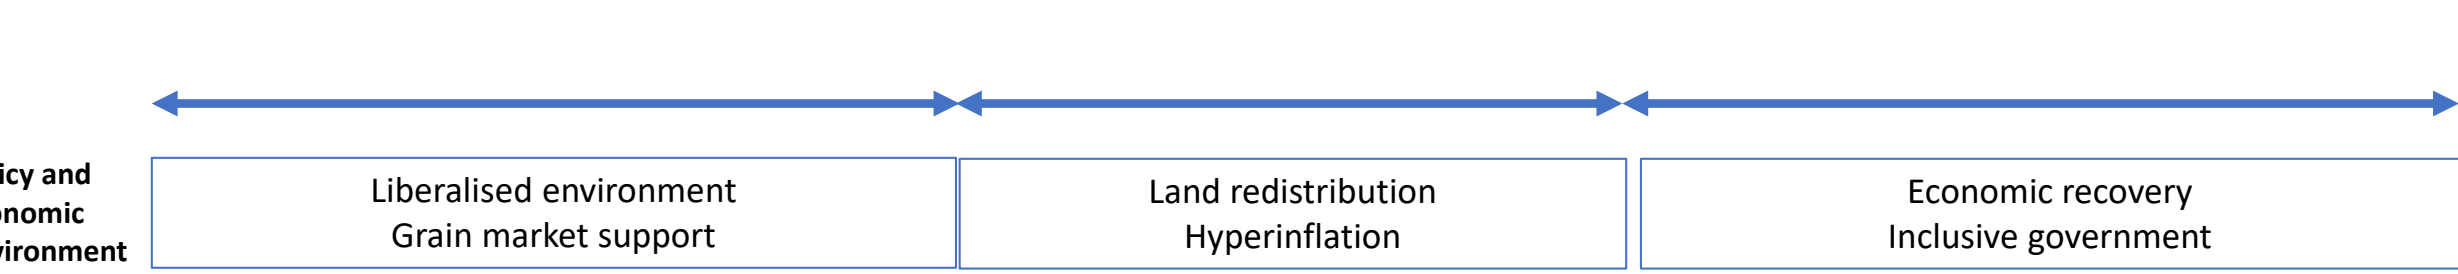 icy and
onomic
vironment
Liberalised environment
Grain market support
Land redistribution
Hyperinflation
Economic recovery
Inclusive government